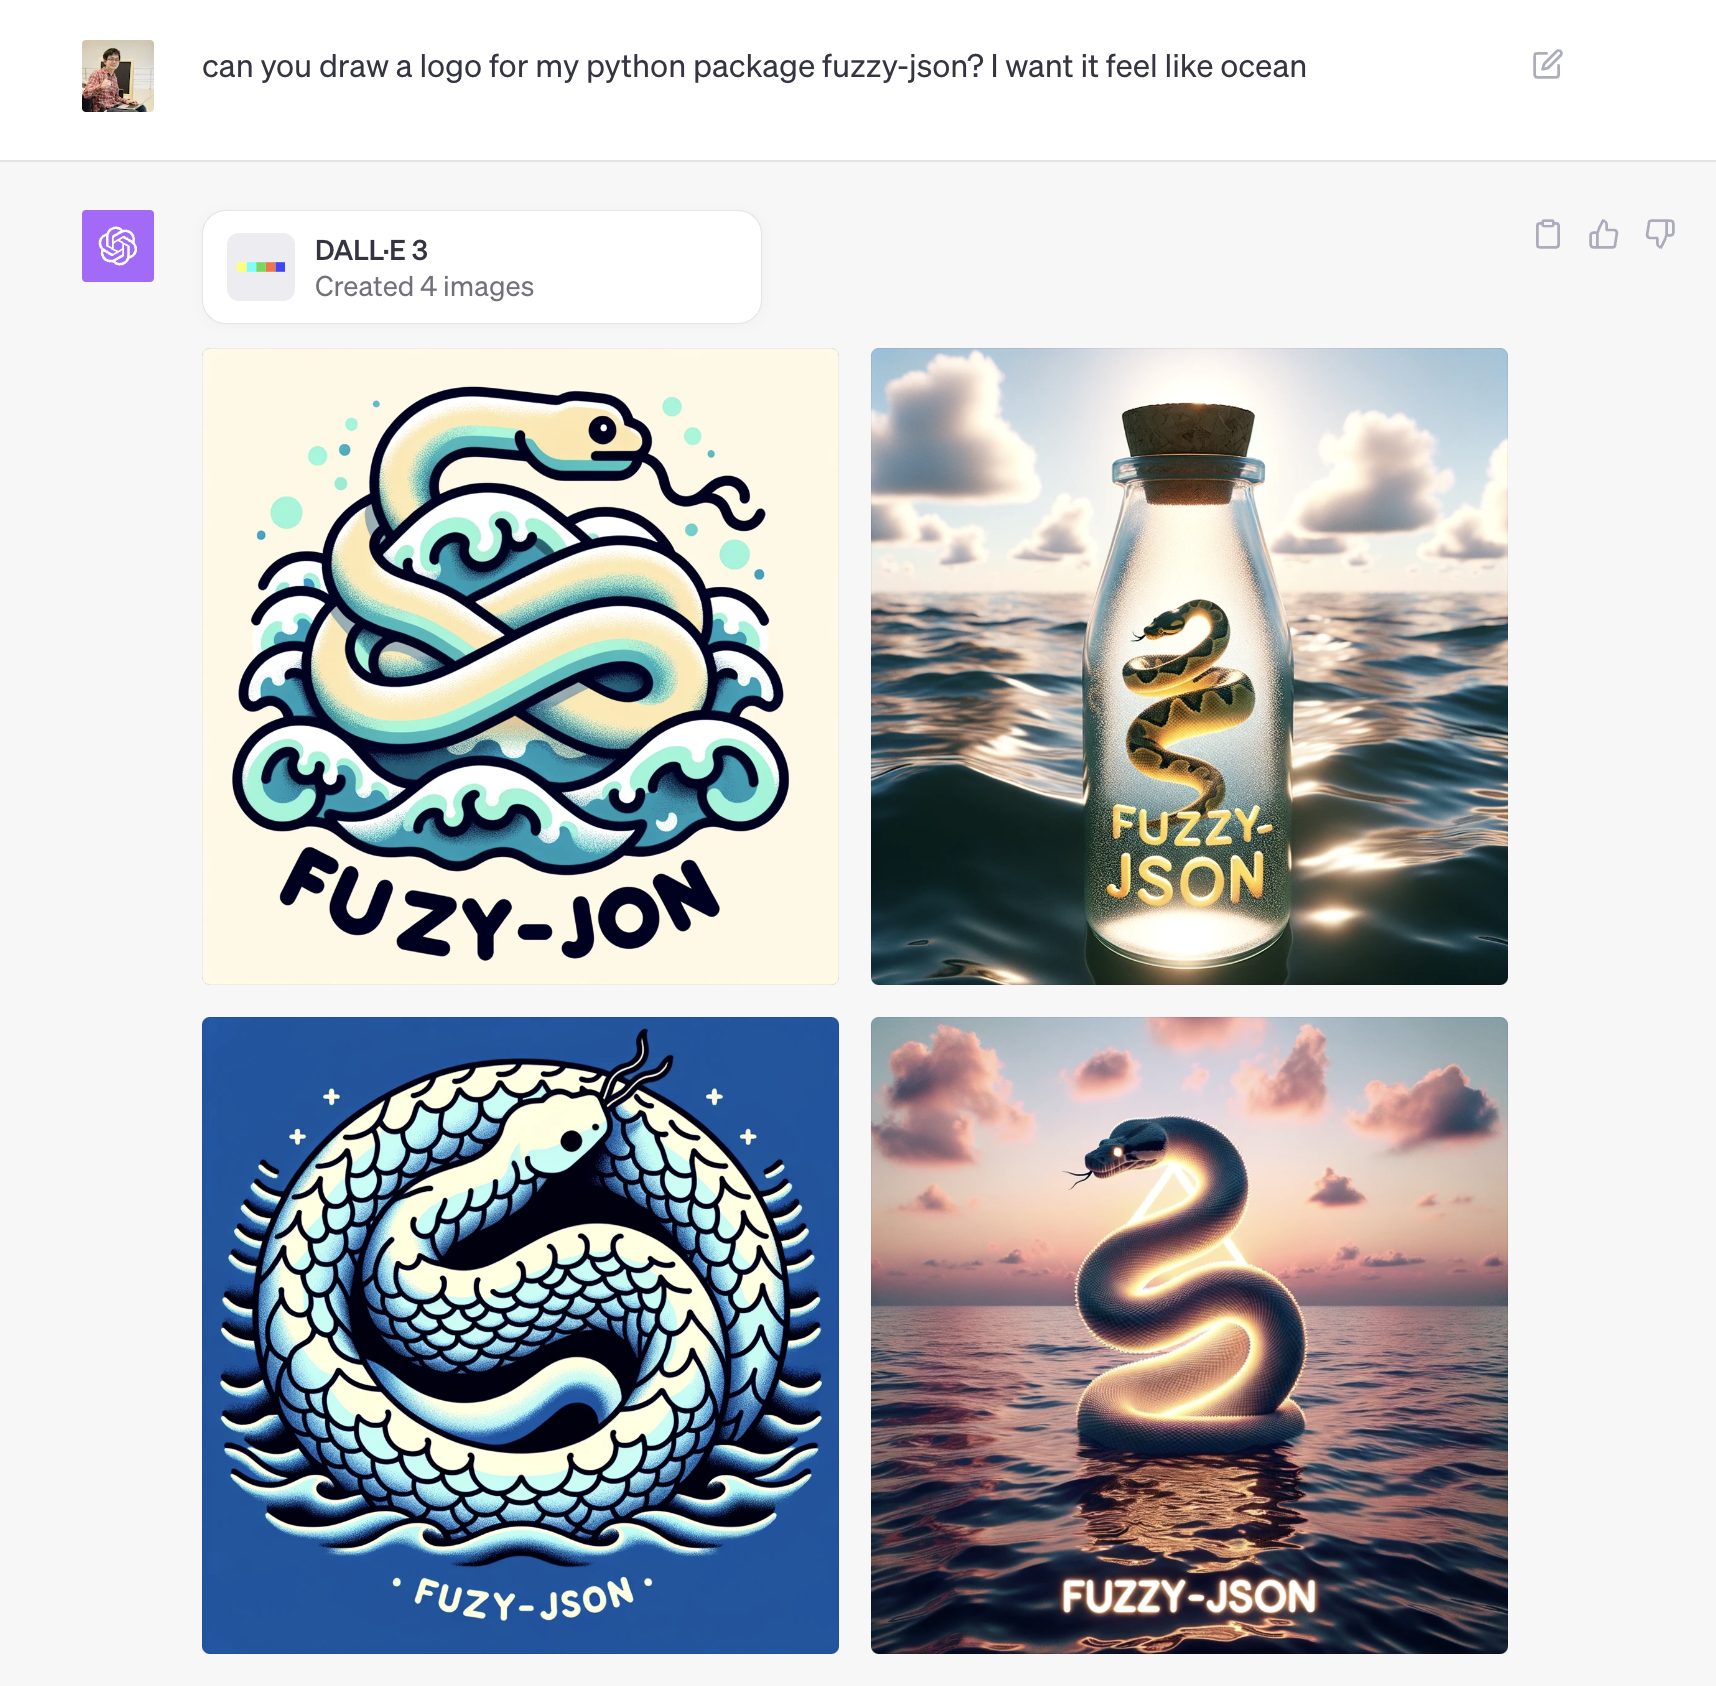 can you draw a logo for my python package fuzzy-json? I want it feel like ocean
DALL·E 3
Created 4 images
FUZY-JON
FUZZY-
JSON
• FUZY-JSON •
FUZZY-JSON